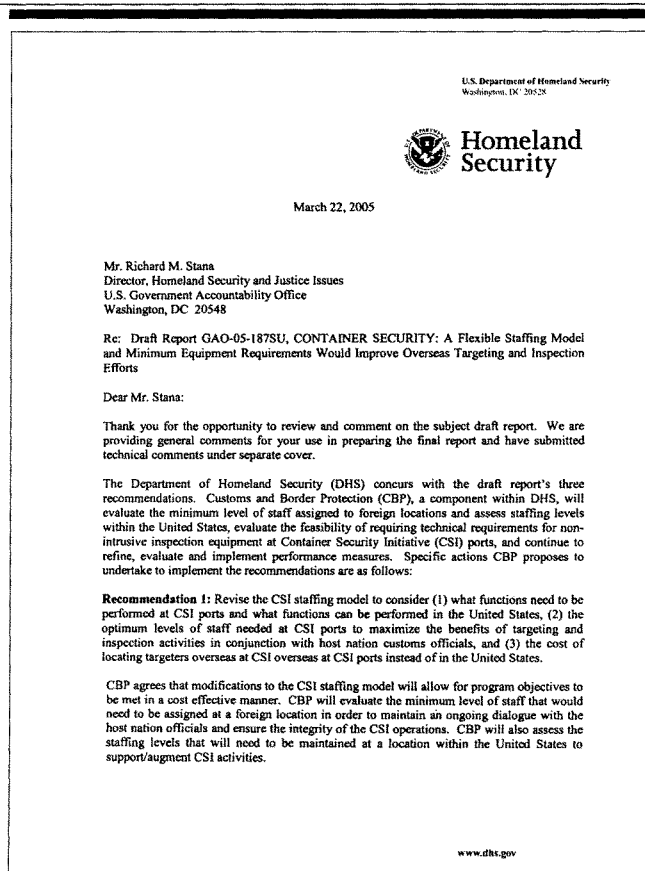 U.S. Department of Homeland Security
Washington, DC 20528
Homeland
Security
March 22, 2005
Mr. Richard M. Stana
Director, Homeland Security and Justice Issues
U.S. Government Accountability Office
Washington, DC 20548
Re: Draft Report GAO-05-187SU, CONTAINER SECURITY: A Flexible Staffing Model
and Minimum Equipment Requirements Would Improve Overseas Targeting and Inspection
Efforts
Dear Mr. Stana:
Thank you for the opportunity to review and comment on the subject draft report. We are
providing general comments for your use in preparing the final report and have submitted
technical comments under separate cover.
The Department of Homeland Security (DHS) concurs with the draft report's three
recommendations. Customs and Border Protection (CBP), a component within DHS, will
evaluate the minimum level of staff assigned to foreign locations and assess staffing levels
within the United States, evaluate the feasibility of requiring technical requirements for non-
intrusive inspection equipment at Container Security Initiative (CSI) ports, and continue to
refine, evaluate and implement performance measures. Specific actions CBP proposes to
undertake to implement the recommendations are as follows:
Recommendation 1: Revise the CSI staffing model to consider (1) what functions need to be
performed at CSI ports and what functions can be performed in the United States, (2) the
optimum levels of staff needed at CSI ports to maximize the benefits of targeting and
inspection activities in conjunction with host nation customs officials, and (3) the cost of
locating targeters overseas at CSI overseas at CSI ports instead of in the United States.
CBP agrees that modifications to the CSI staffing model will allow for program objectives to
be met in a cost effective manner. CBP will evaluate the minimum level of staff that would
need to be assigned at a foreign location in order to maintain an ongoing dialogue with the
host nation officials and ensure the integrity of the CSI operations. CBP will also assess the
staffing levels that will need to be maintained at a location within the United States to
support/augment CSI activities.
www.dhs.gov